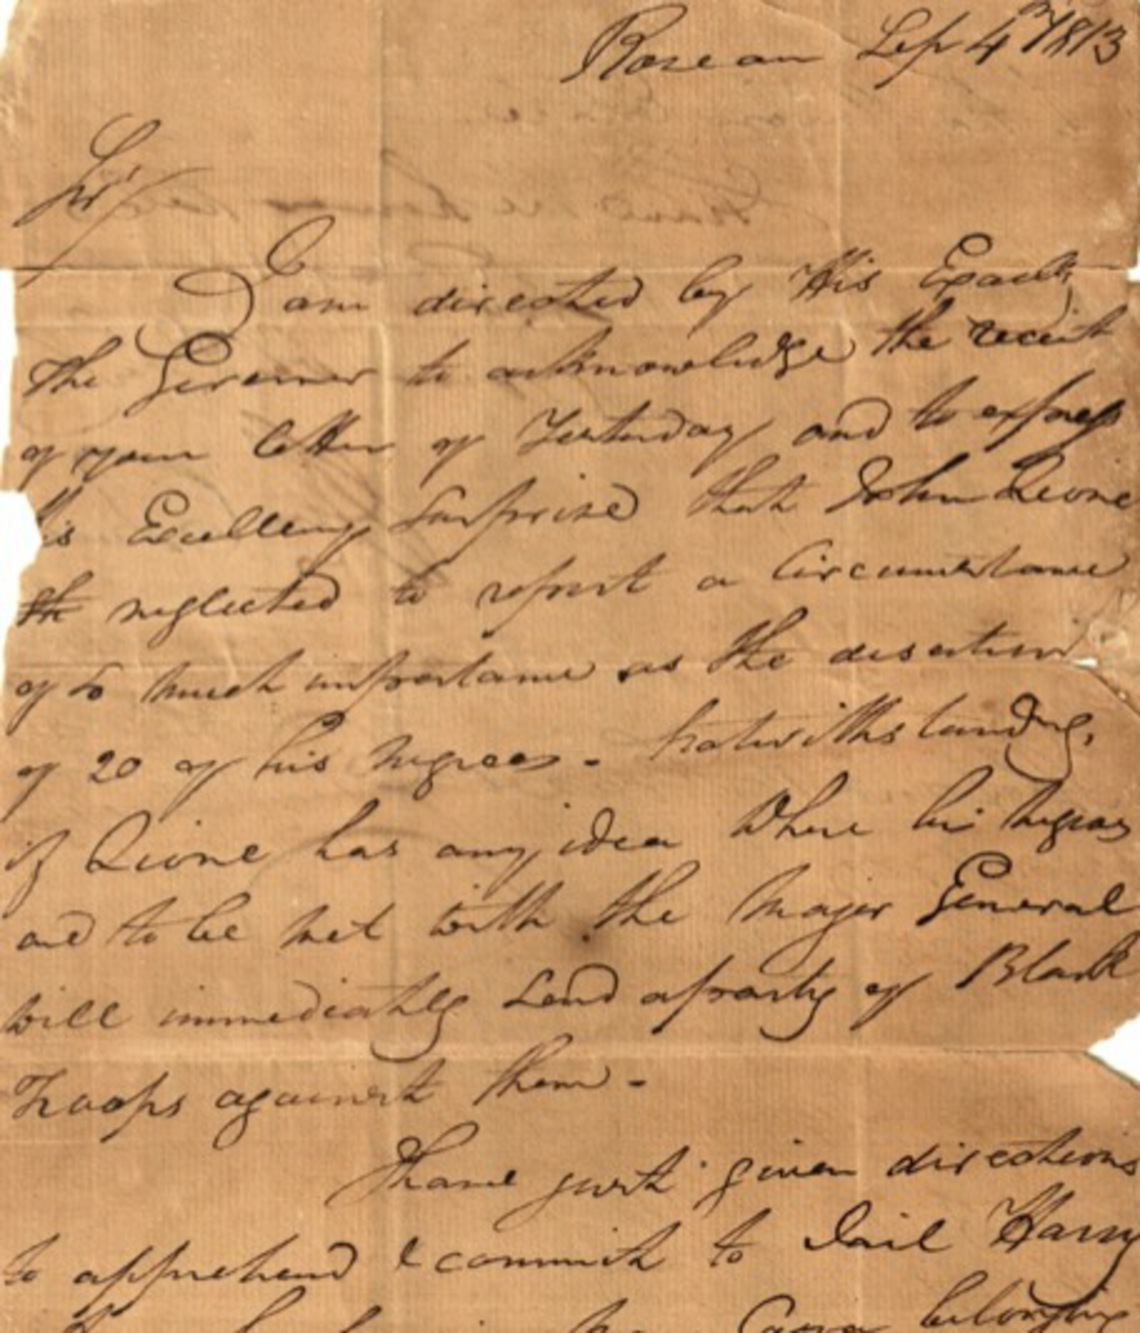 Roseau Sep 4th 1813
Sir,
I am directed by His Excelly
the Governor to acknowledge the receit
of your letter of Yesterday and to express
His Excellency Surprise that John Leone
neglected to report a Circumstance
of so much importance as the desertion
of 20 of his negroes - Notwithstanding,
if Leone has any idea where his negroes
are to be met with the Major General
will immediately Send a party of Black
Troops against them -
I have just given directions
to apprehend & commit to Jail Harry
belonging